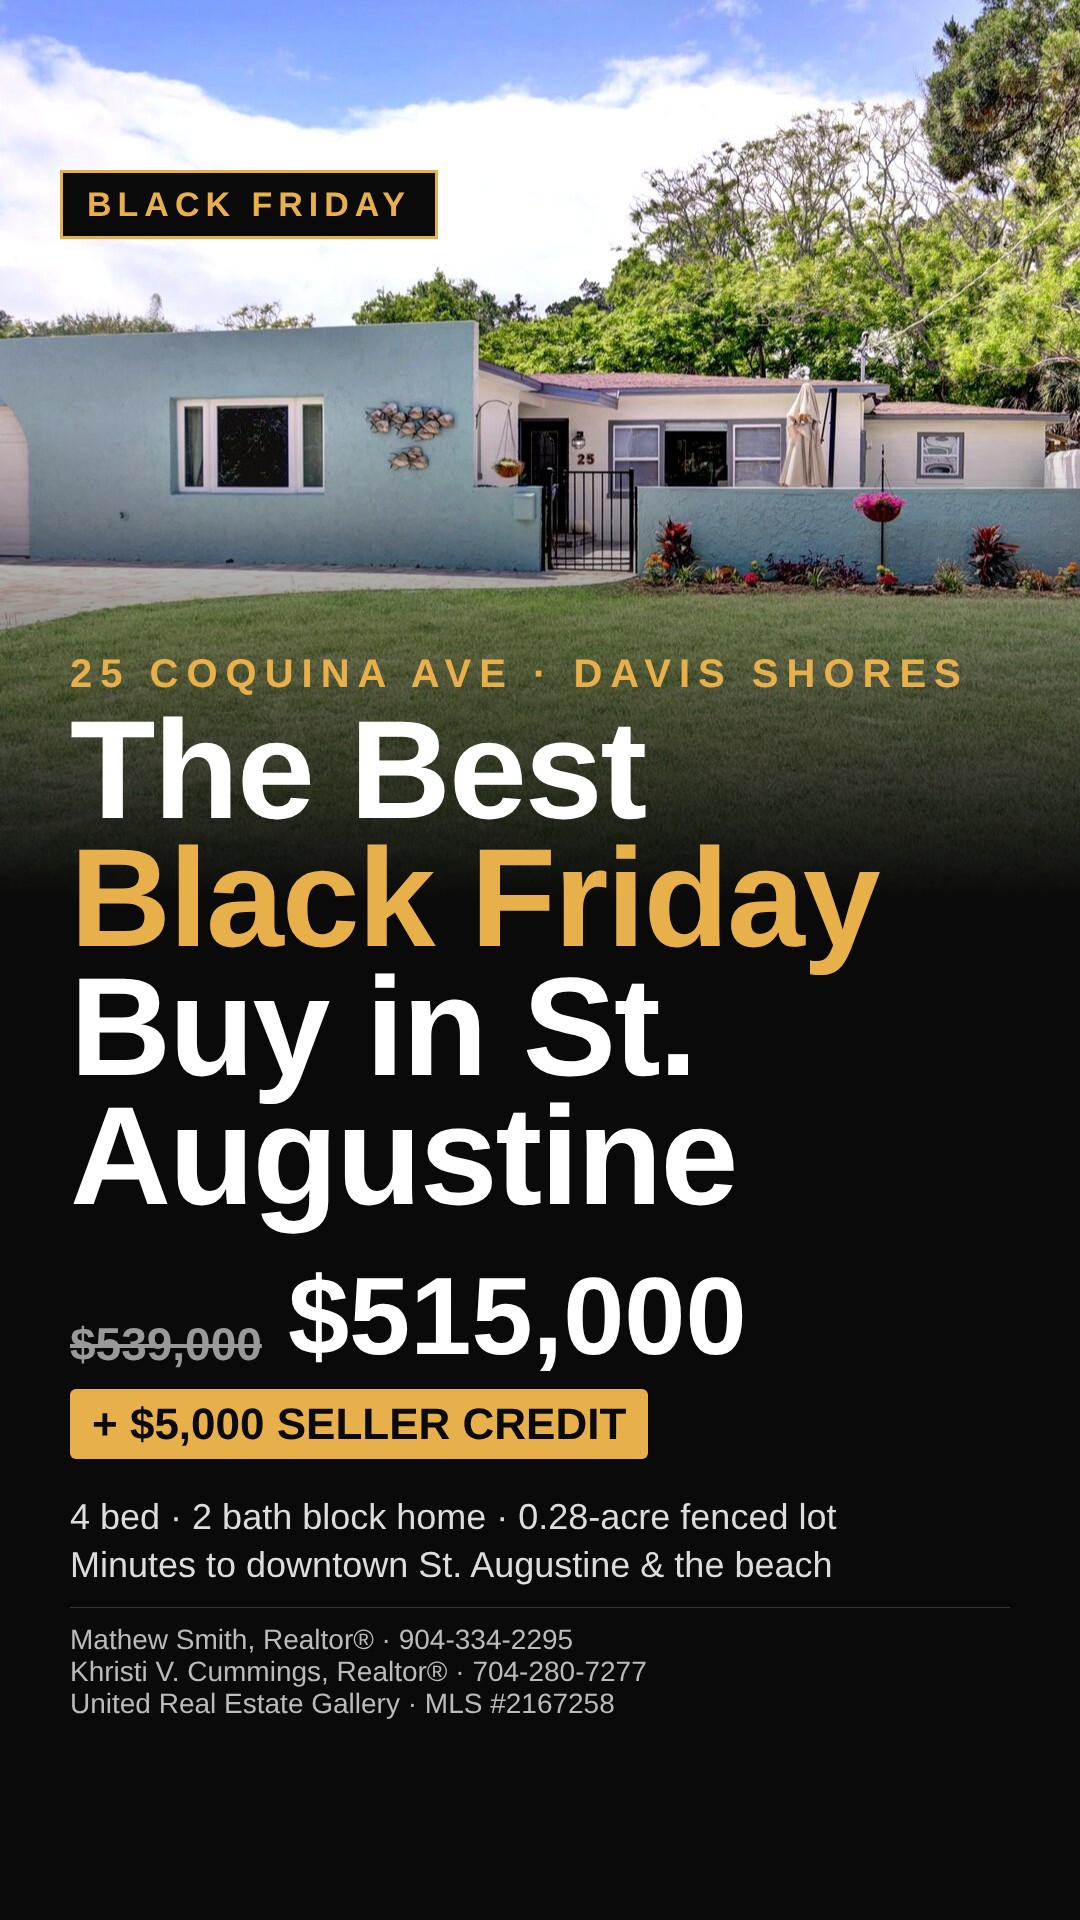 BLACK FRIDAY
25
25 COQUINA AVE · DAVIS SHORES
The Best
Black Friday
Buy in St.
Augustine
$539,000 $515,000
+ $5,000 SELLER CREDIT
4 bed · 2 bath block home · 0.28-acre fenced lot
Minutes to downtown St. Augustine & the beach
Mathew Smith, Realtor® · 904-334-2295
Khristi V. Cummings, Realtor® · 704-280-7277
United Real Estate Gallery · MLS #2167258